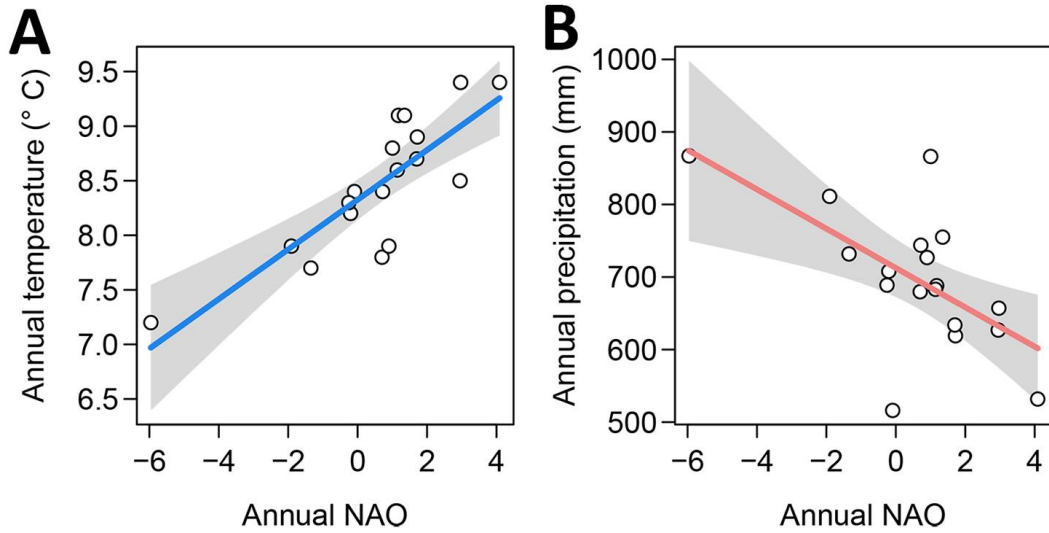 A
Annual temperature (° C)
9.5
9.0
8.5
8.0
7.5
7.0
6.5
−6 −4 −2 0 2 4
Annual NAO
B
Annual precipitation (mm)
1000
900
800
700
600
500
−6 −4 −2 0 2 4
Annual NAO